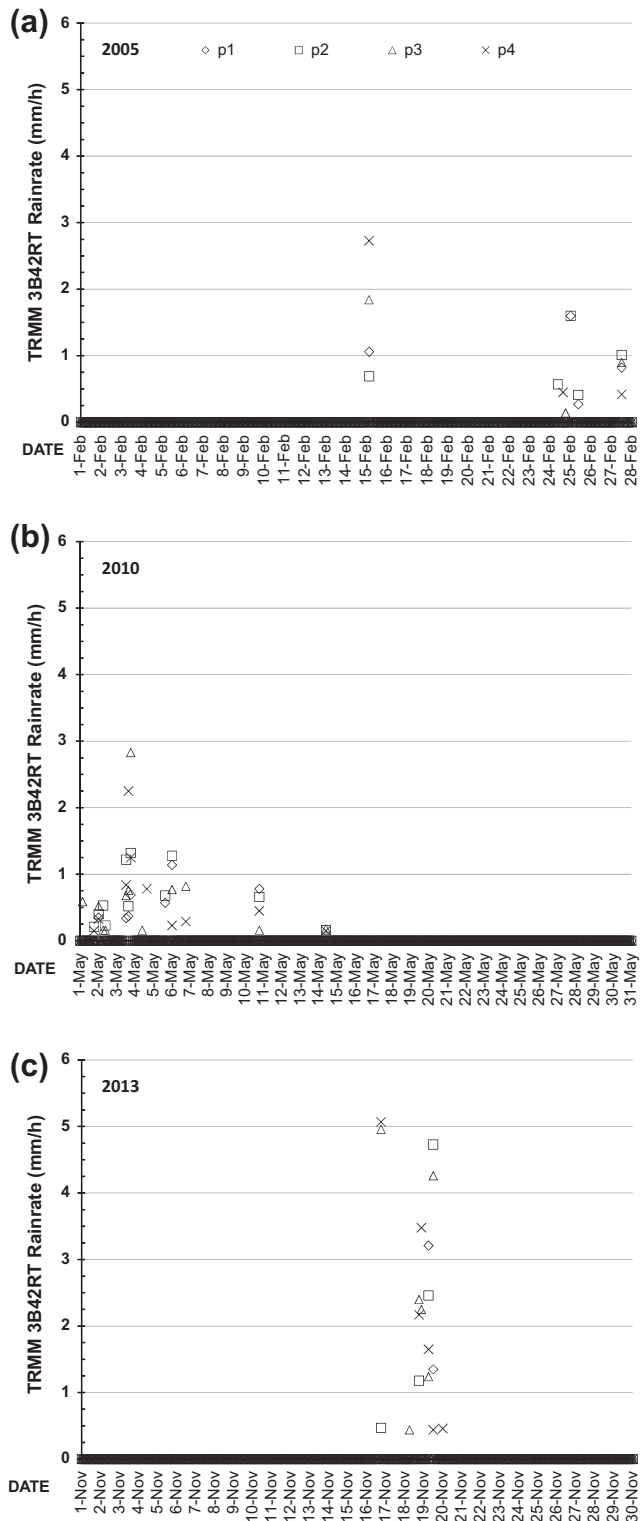 (a)
2005 p1 p2 p3 p4
TRMM 3B42RT Rainrate (mm/h)
6
5
4
3
2
1
0
DATE
1-Feb 2-Feb 3-Feb 4-Feb 5-Feb 6-Feb 7-Feb 8-Feb 9-Feb 10-Feb 11-Feb 12-Feb 13-Feb 14-Feb 15-Feb 16-Feb 17-Feb 18-Feb 19-Feb 20-Feb 21-Feb 22-Feb 23-Feb 24-Feb 25-Feb 26-Feb 27-Feb 28-Feb
(b)
2010
TRMM 3B42RT Rainrate (mm/h)
6
5
4
3
2
1
0
DATE
1-May 2-May 3-May 4-May 5-May 6-May 7-May 8-May 9-May 10-May 11-May 12-May 13-May 14-May 15-May 16-May 17-May 18-May 19-May 20-May 21-May 22-May 23-May 24-May 25-May 26-May 27-May 28-May 29-May 30-May 31-May
(c)
2013
TRMM 3B42RT Rainrate (mm/h)
6
5
4
3
2
1
0
DATE
1-Nov 2-Nov 3-Nov 4-Nov 5-Nov 6-Nov 7-Nov 8-Nov 9-Nov 10-Nov 11-Nov 12-Nov 13-Nov 14-Nov 15-Nov 16-Nov 17-Nov 18-Nov 19-Nov 20-Nov 21-Nov 22-Nov 23-Nov 24-Nov 25-Nov 26-Nov 27-Nov 28-Nov 29-Nov 30-Nov